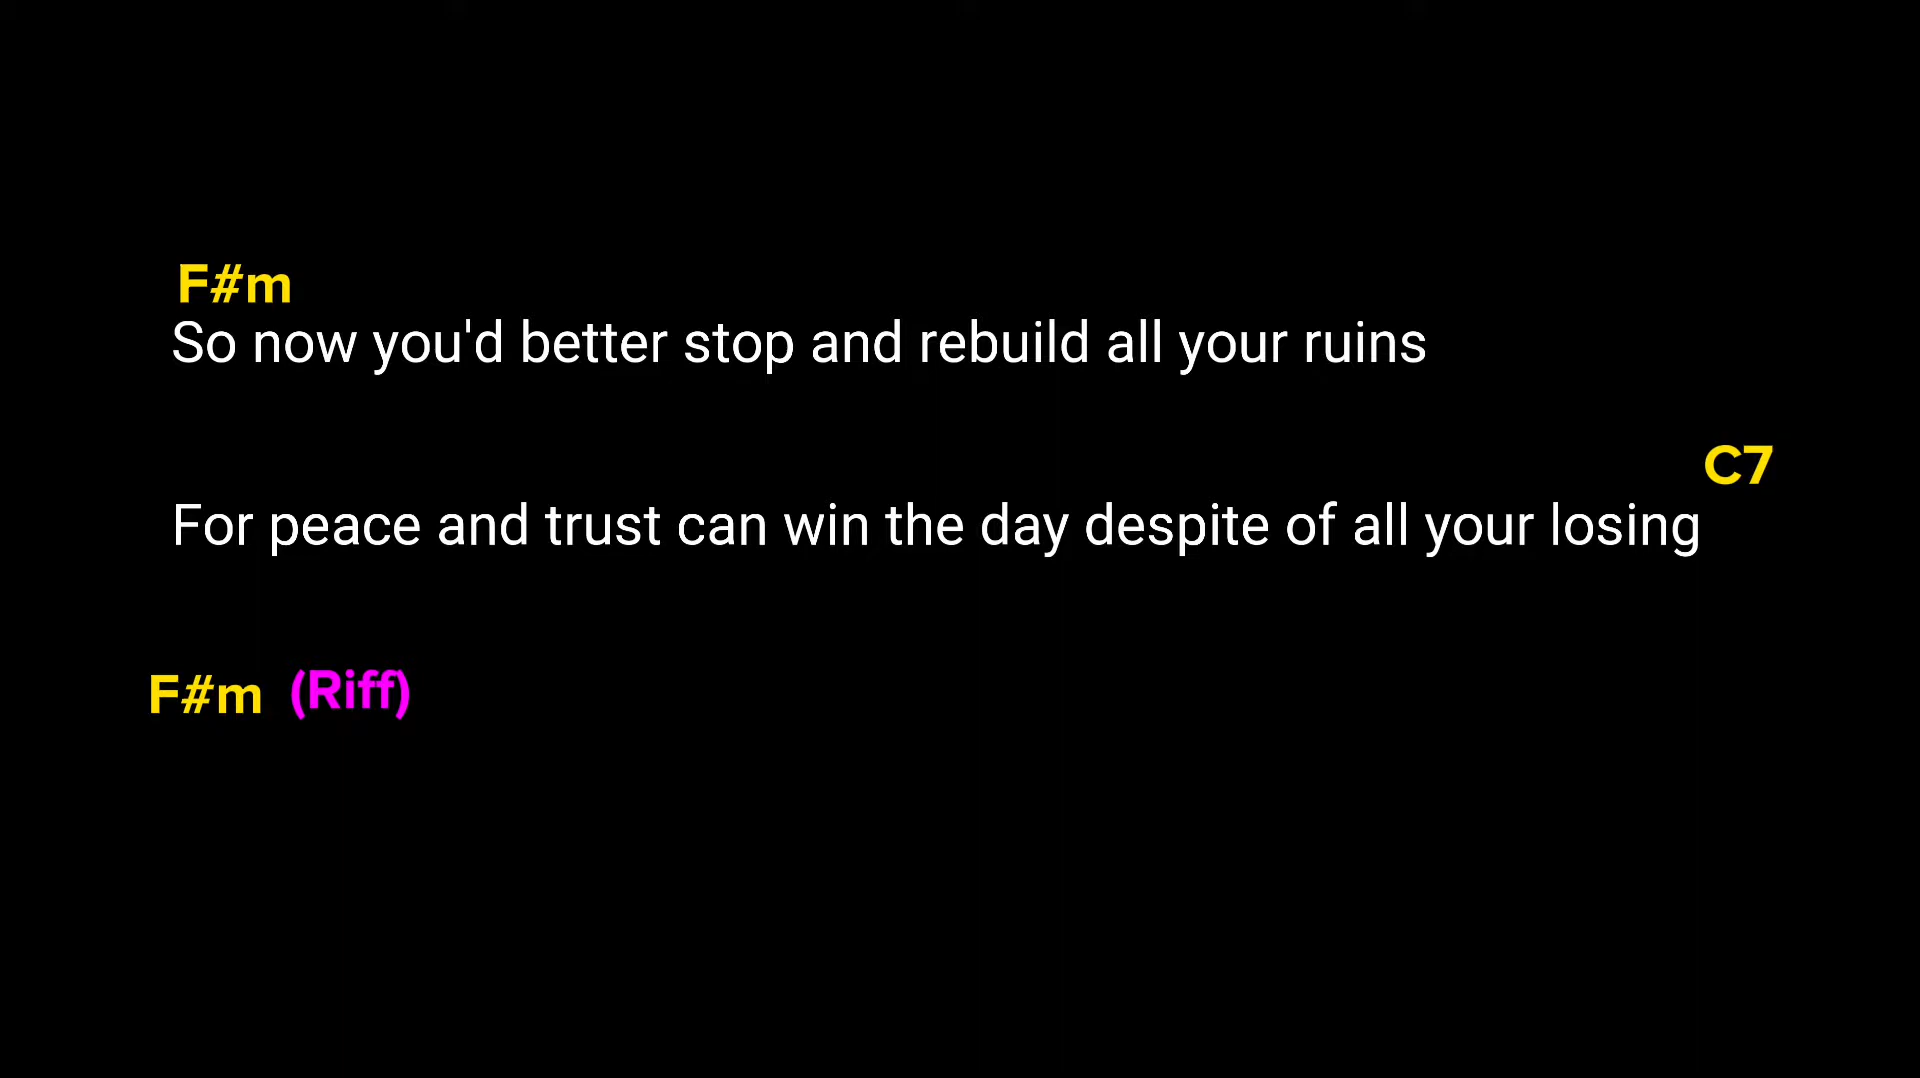 F#m
So now you'd better stop and rebuild all your ruins
C7
For peace and trust can win the day despite of all your losing
F#m (Riff)